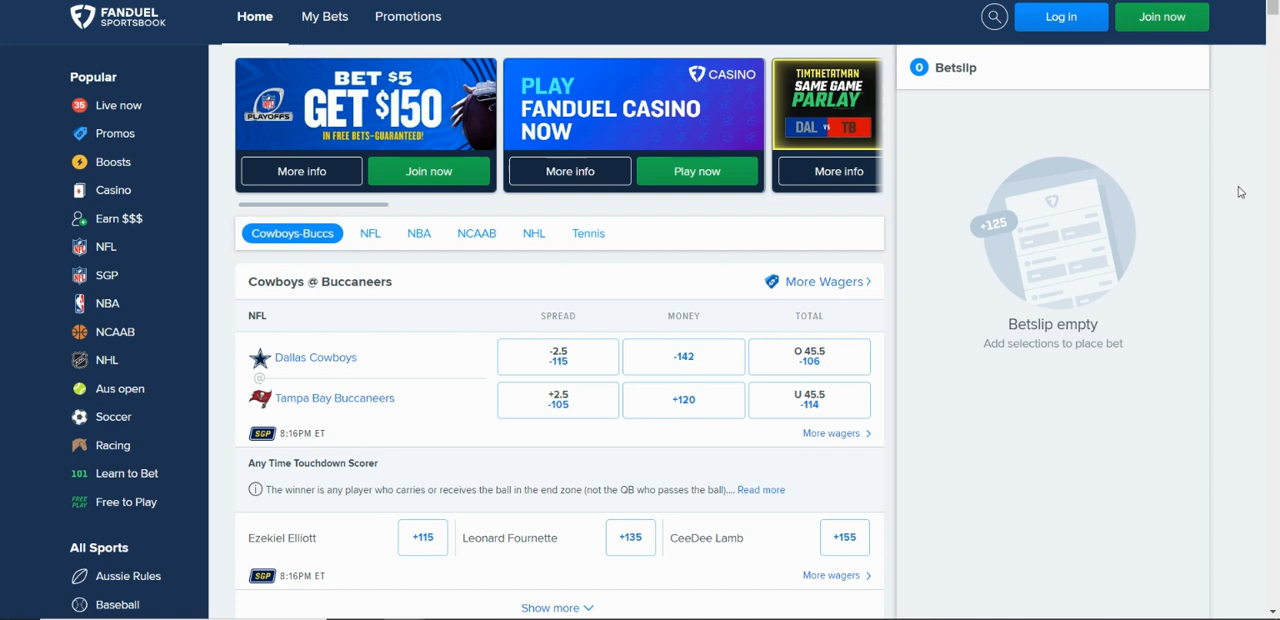 FANDUEL
SPORTSBOOK
Home
My Bets
Promotions
Log in
Join now
Popular
35 Live now
Promos
Boosts
Casino
Earn $$$
NFL
SGP
NBA
NCAAB
NHL
Aus open
Soccer
Racing
101 Learn to Bet
FREE PLAY Free to Play
All Sports
Aussie Rules
Baseball
NFL
PLAYOFFS
BET $5
GET $150
IN FREE BETS-GUARANTEED!
More info
Join now
CASINO
PLAY
FANDUEL CASINO
NOW
More info
Play now
TIMTHETATMAN
SAME GAME
PARLAY
DAL VS TB
More info
Cowboys-Buccs
NFL
NBA
NCAAB
NHL
Tennis
Cowboys @ Buccaneers
More Wagers >
NFL
SPREAD
MONEY
TOTAL
Dallas Cowboys
-2.5
-115
-142
O 45.5
-106
@
Tampa Bay Buccaneers
+2.5
-105
+120
U 45.5
-114
SGP 8:16PM ET
More wagers >
Any Time Touchdown Scorer
The winner is any player who carries or receives the ball in the end zone (not the QB who passes the ball).... Read more
Ezekiel Elliott
+115
Leonard Fournette
+135
CeeDee Lamb
+155
SGP 8:16PM ET
More wagers >
Show more
0 Betslip
+125
Betslip empty
Add selections to place bet